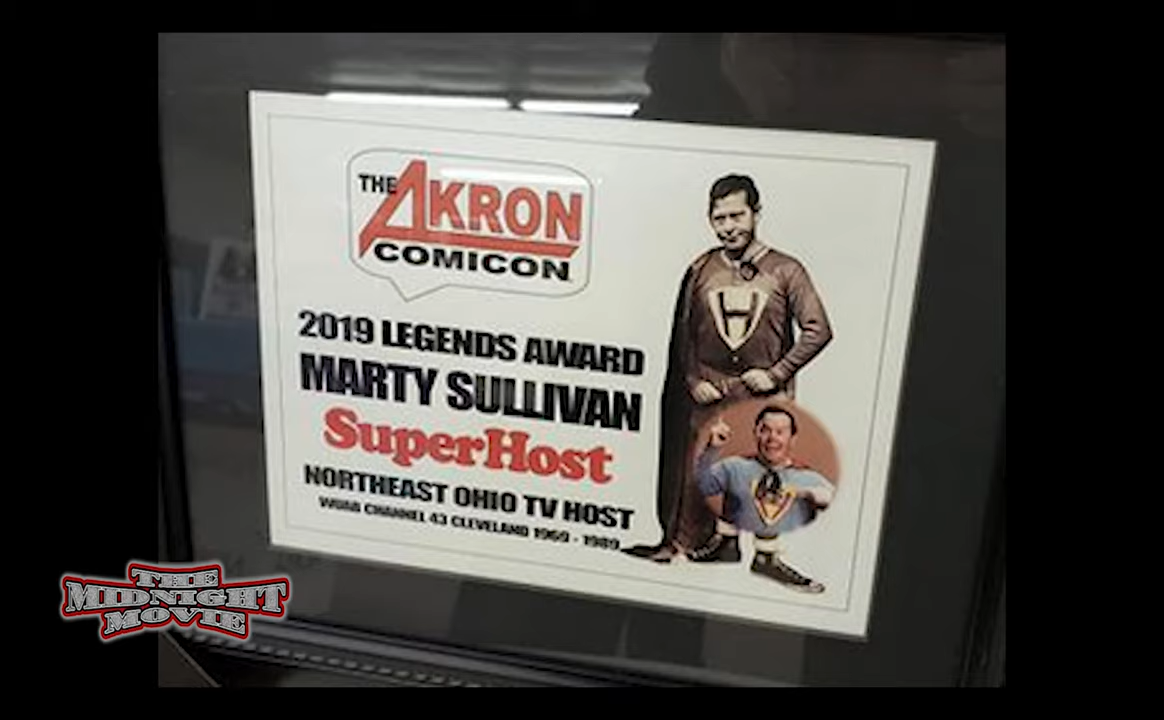 THE AKRON
COMICON
2019 LEGENDS AWARD
MARTY SULLIVAN
SuperHost
NORTHEAST OHIO TV HOST
WUAB CHANNEL 43 CLEVELAND 1969 - 1989
H
H
THE
MIDNIGHT
MOVIE